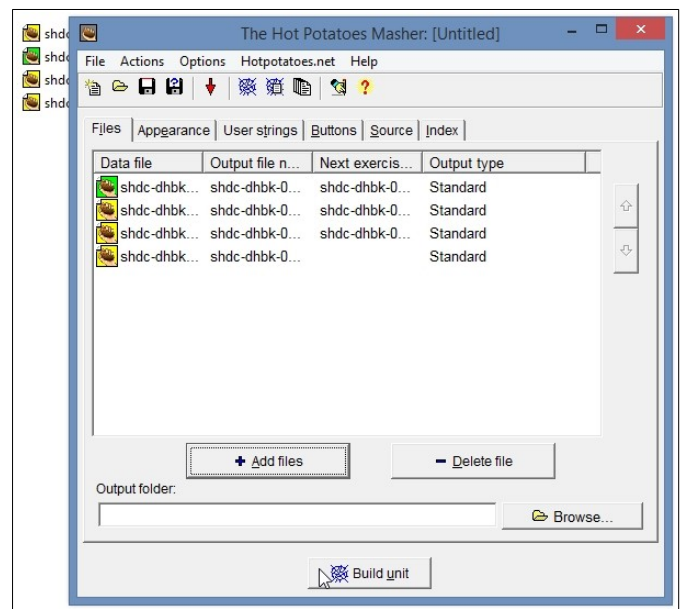 The Hot Potatoes Masher: [Untitled]
shdc
shdc
shdc
shdc
File Actions Options Hotpotatoes.net Help
Files Appearance User strings Buttons Source Index
Data file Output file n... Next exercis... Output type
shdc-dhbk... shdc-dhbk-0... shdc-dhbk-0... Standard
shdc-dhbk... shdc-dhbk-0... shdc-dhbk-0... Standard
shdc-dhbk... shdc-dhbk-0... shdc-dhbk-0... Standard
shdc-dhbk... shdc-dhbk-0... Standard
Add files Delete file
Output folder:
Browse...
Build unit